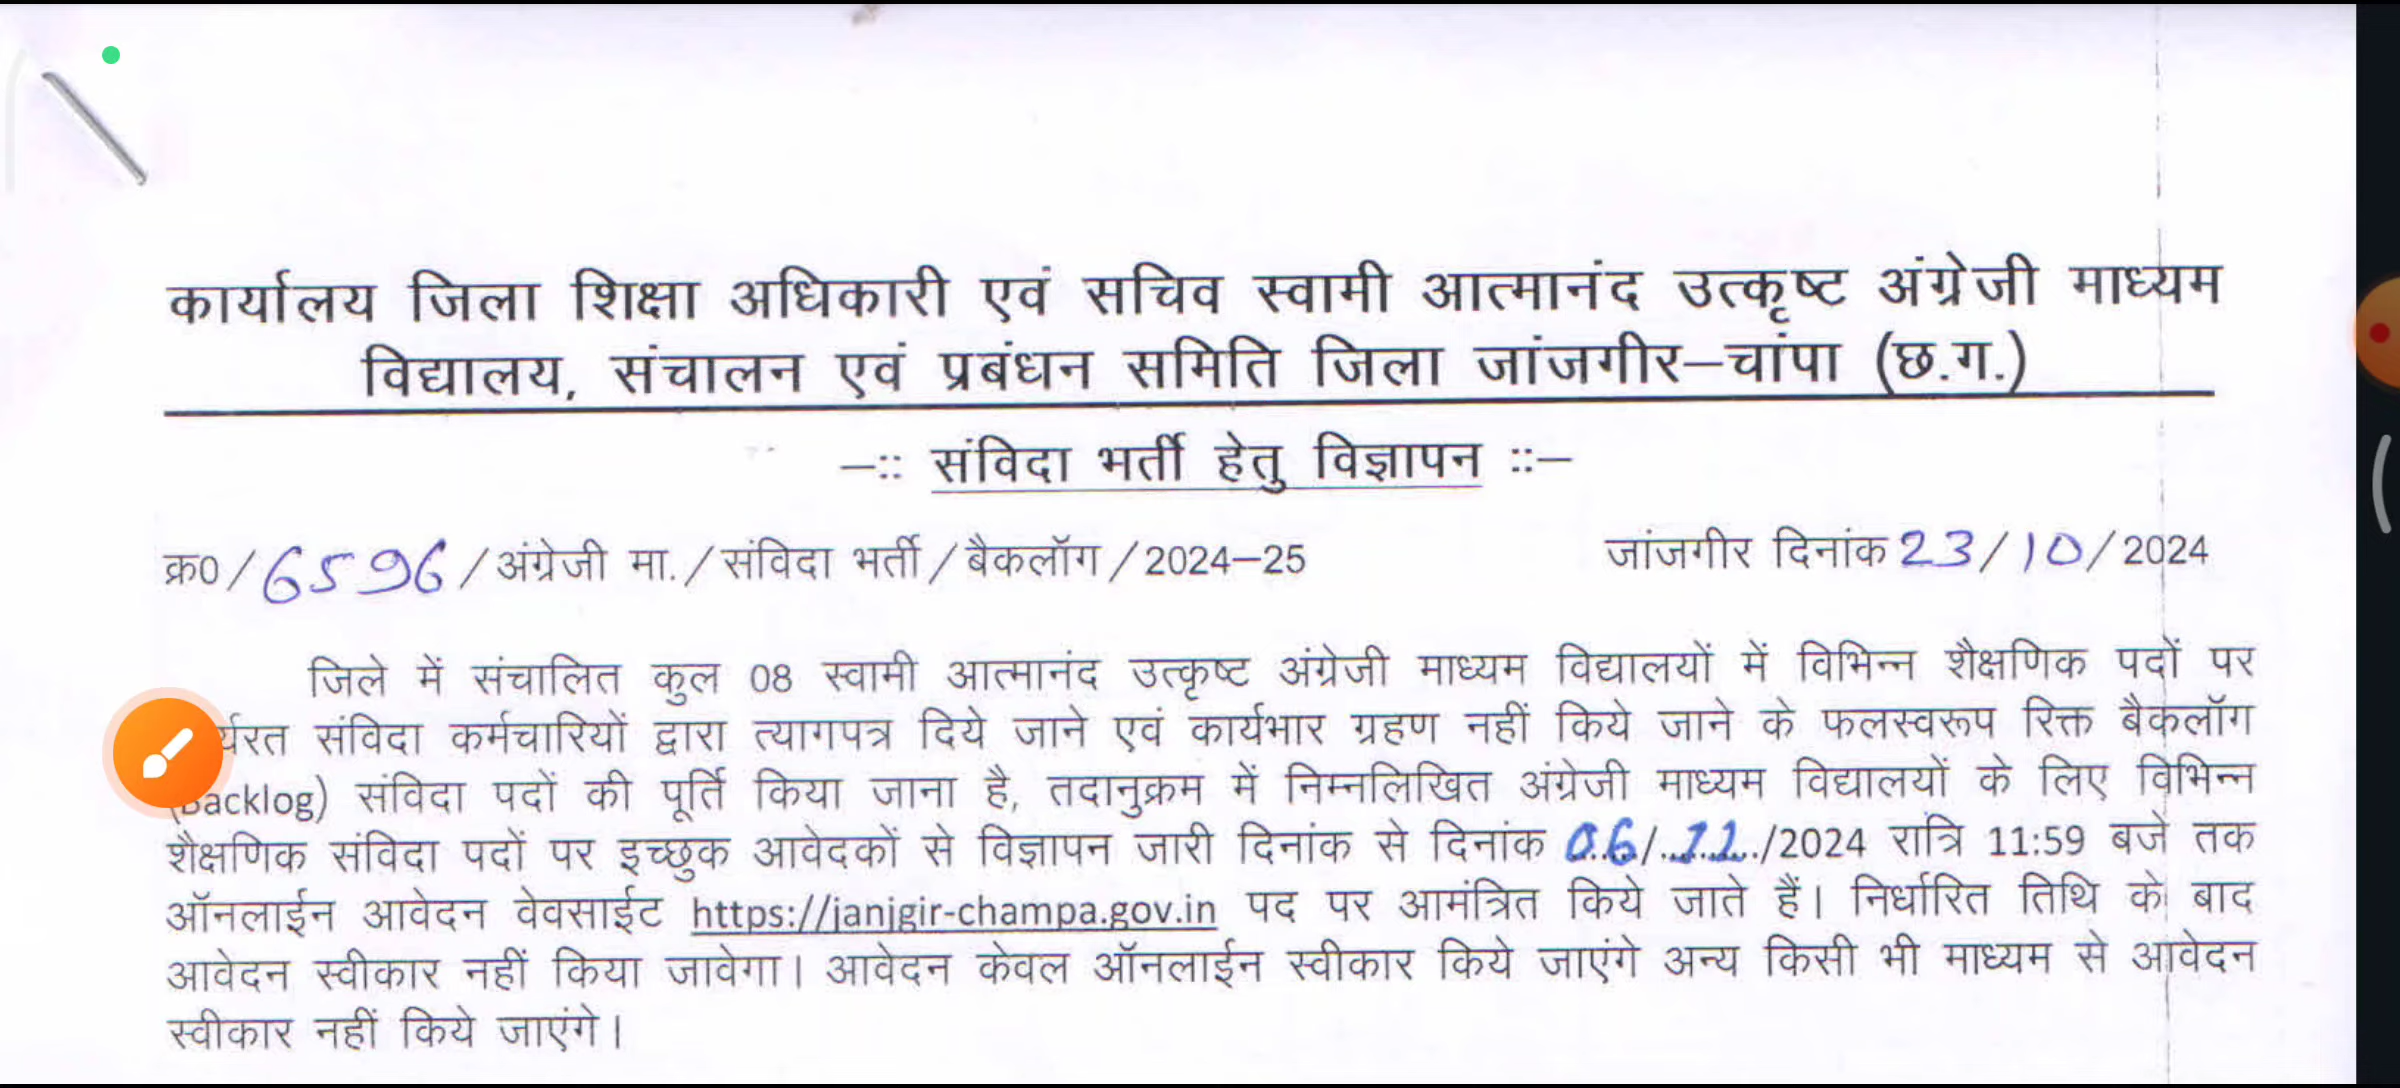 कार्यालय जिला शिक्षा अधिकारी एवं सचिव स्वामी आत्मानंद उत्कृष्ट अंग्रेजी माध्यम
विद्यालय, संचालन एवं प्रबंधन समिति जिला जांजगीर–चांपा (छ.ग.)
–:: संविदा भर्ती हेतु विज्ञापन ::–
क्र0/6596/अंग्रेजी मा./संविदा भर्ती/बैकलॉग/2024–25 जांजगीर दिनांक 23/10/2024
जिले में संचालित कुल 08 स्वामी आत्मानंद उत्कृष्ट अंग्रेजी माध्यम विद्यालयों में विभिन्न शैक्षणिक पदों पर
र्यरत संविदा कर्मचारियों द्वारा त्यागपत्र दिये जाने एवं कार्यभार ग्रहण नहीं किये जाने के फलस्वरूप रिक्त बैकलॉग
(Backlog) संविदा पदों की पूर्ति किया जाना है, तदानुक्रम में निम्नलिखित अंग्रेजी माध्यम विद्यालयों के लिए विभिन्न
शैक्षणिक संविदा पदों पर इच्छुक आवेदकों से विज्ञापन जारी दिनांक से दिनांक 06/11/2024 रात्रि 11:59 बजे तक
ऑनलाईन आवेदन वेवसाईट https://janjgir-champa.gov.in पद पर आमंत्रित किये जाते हैं। निर्धारित तिथि के बाद
आवेदन स्वीकार नहीं किया जावेगा। आवेदन केवल ऑनलाईन स्वीकार किये जाएंगे अन्य किसी भी माध्यम से आवेदन
स्वीकार नहीं किये जाएंगे।